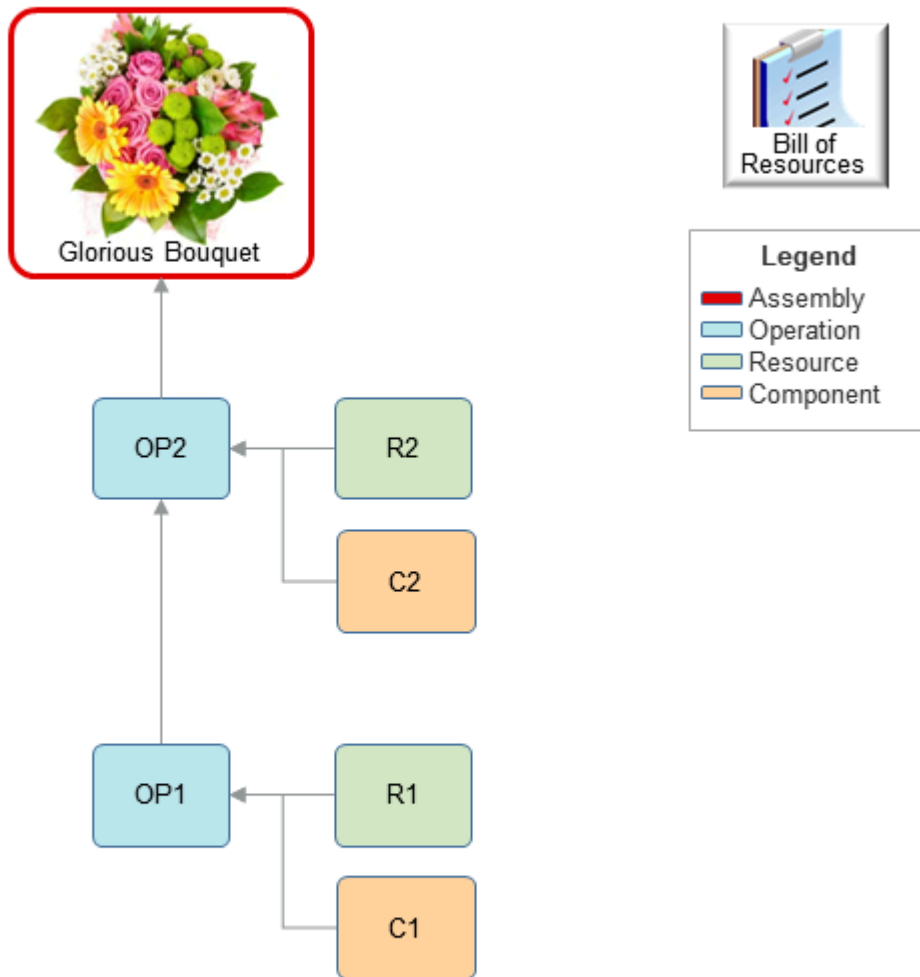 Glorious Bouquet
Bill of
Resources
Legend
Assembly
Operation
Resource
Component
OP2
R2
C2
OP1
R1
C1